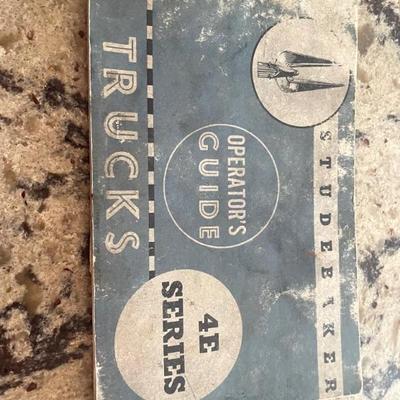 STUDEBAKER
OPERATOR'S
GUIDE
4E
SERIES
TRUCKS